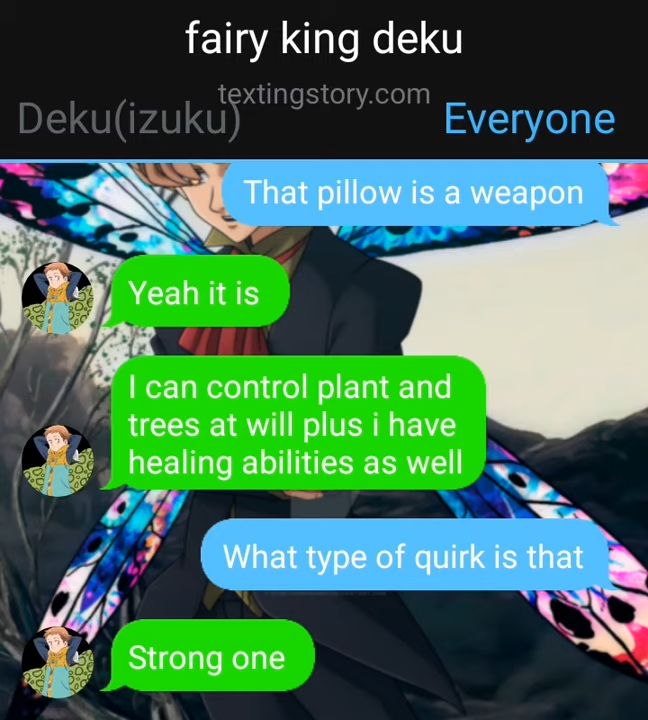 fairy king deku
textingstory.com
Deku(izuku)
Everyone
That pillow is a weapon
Yeah it is
I can control plant and
trees at will plus i have
healing abilities as well
What type of quirk is that
Strong one